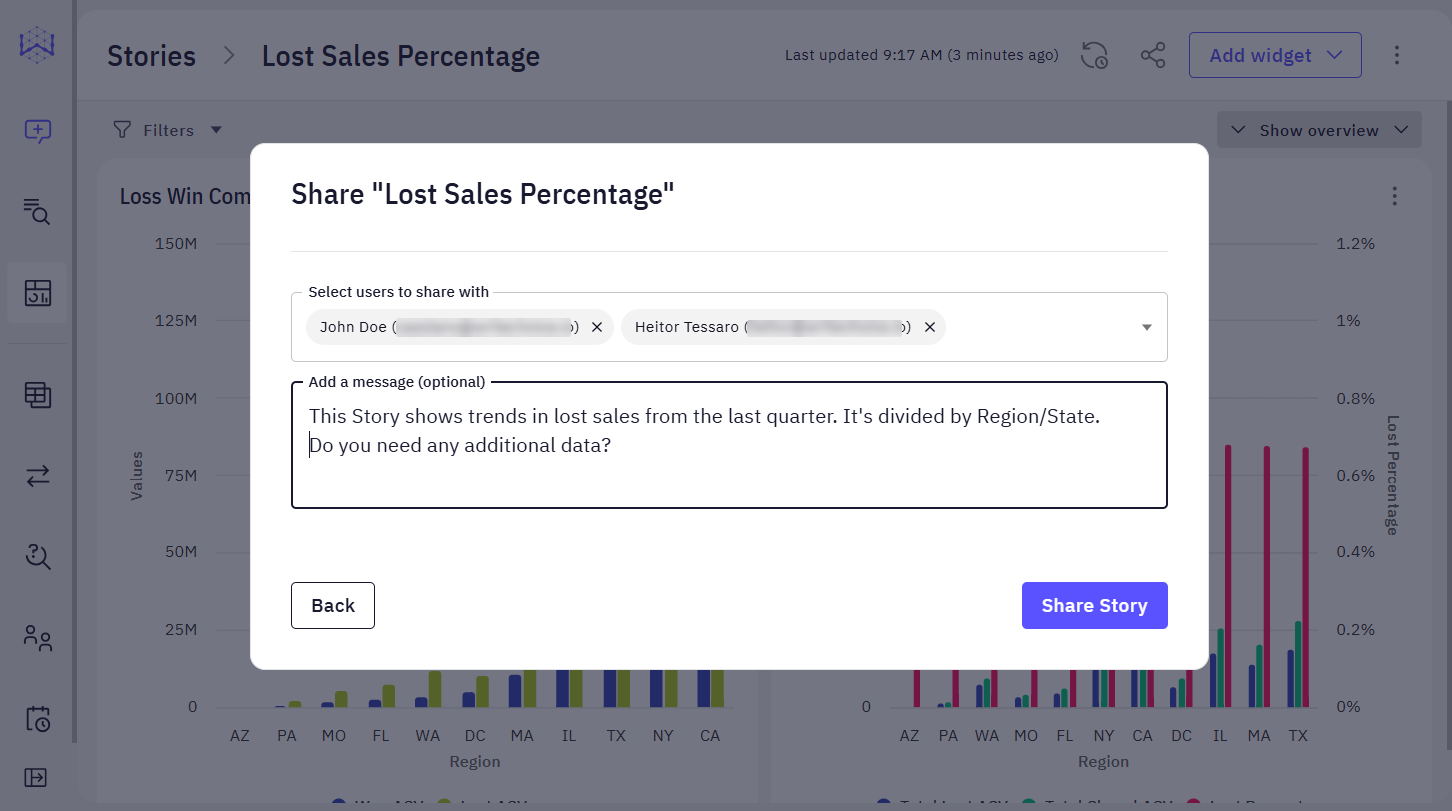 Stories
Lost Sales Percentage
Last updated 9:17 AM (3 minutes ago)
Add widget
Filters
Show overview
Loss Win Com
Share "Lost Sales Percentage"
Select users to share with
John Doe (
o)
Heitor Tessaro (
o)
Add a message (optional)
This Story shows trends in lost sales from the last quarter. It's divided by Region/State.
Do you need any additional data?
Back
Share Story
150M
125M
100M
75M
50M
25M
0
Values
AZ PA MO FL WA DC MA IL TX NY CA
Region
1.2%
1%
0.8%
0.6%
0.4%
0.2%
0%
Lost Percentage
0
AZ PA WA MO FL NY CA DC IL MA TX
Region